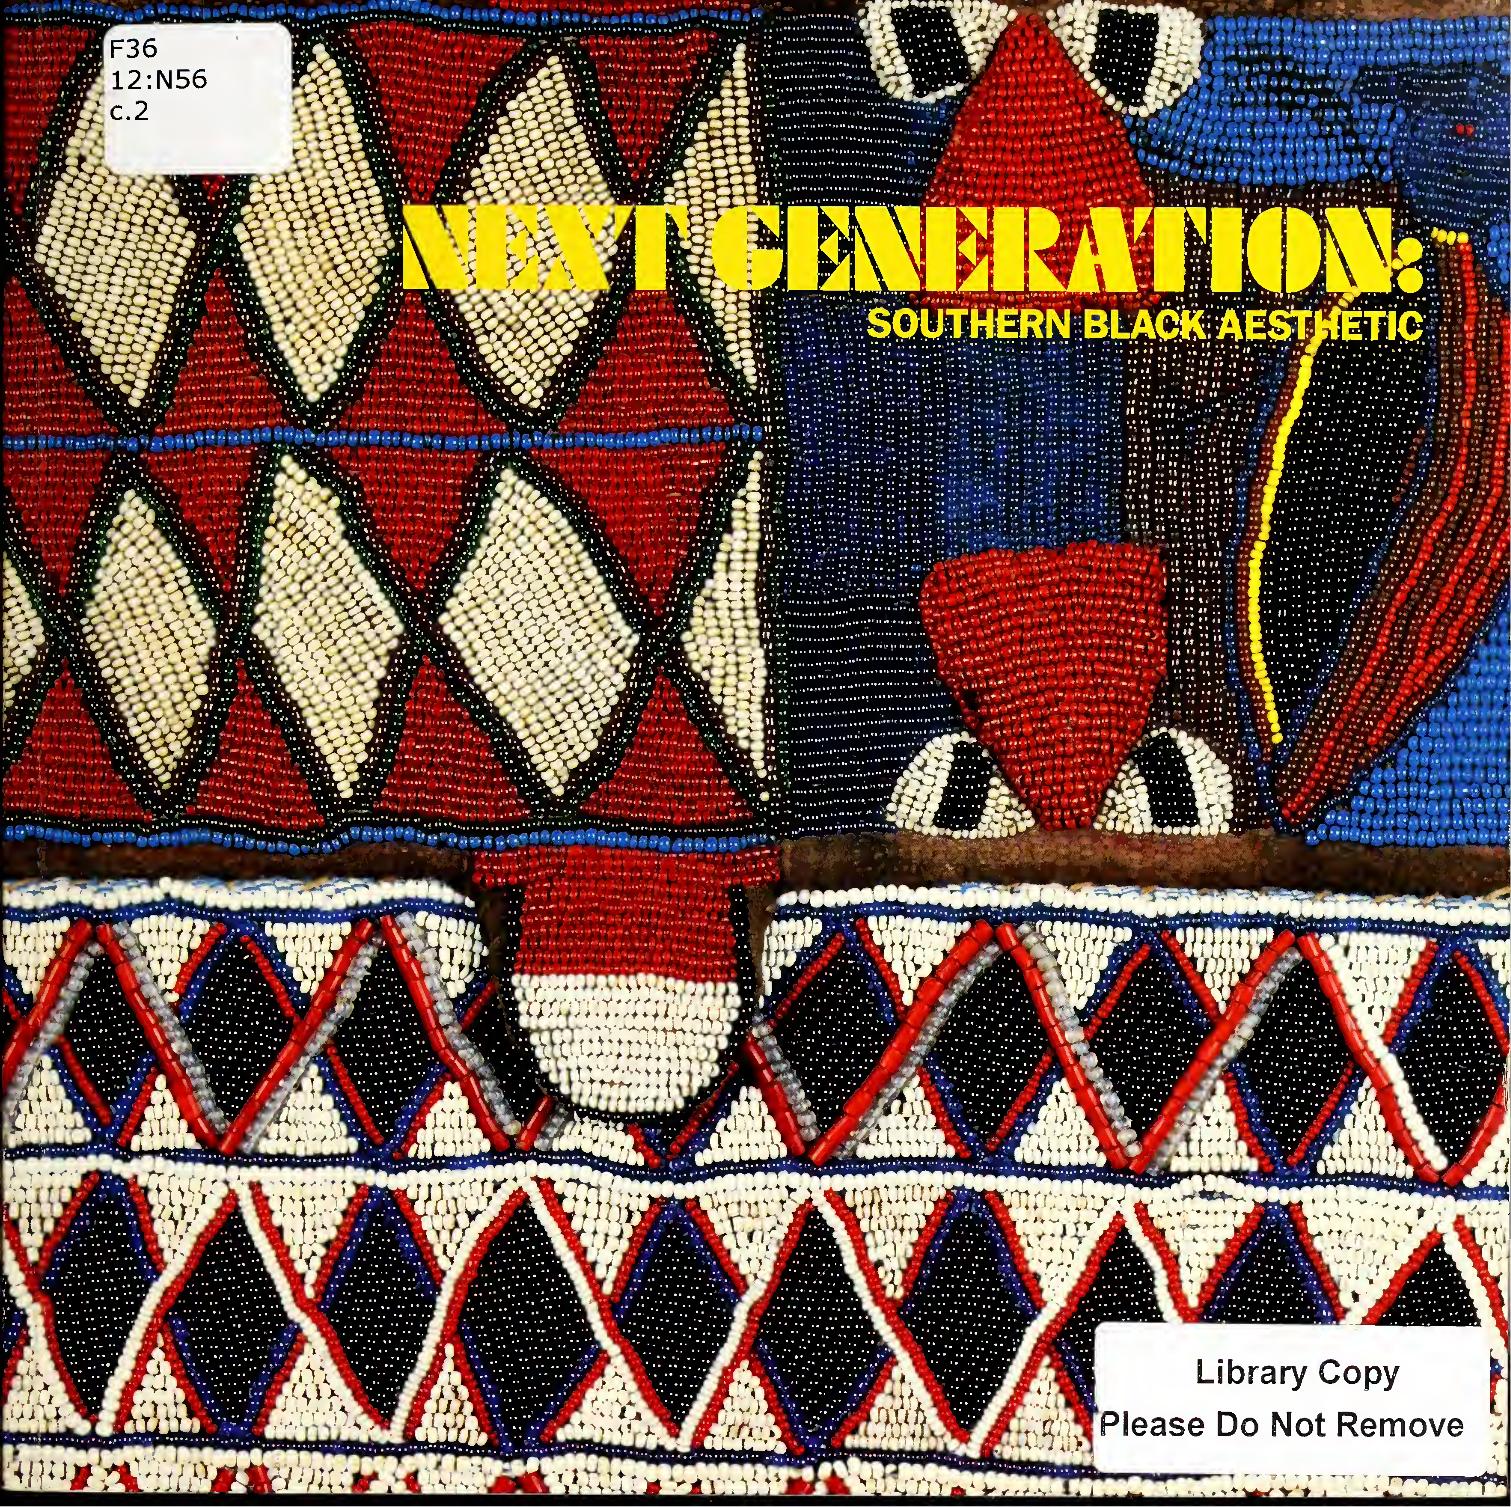 F36
12:N56
c.2
NEXT GENERATION:
SOUTHERN BLACK AESTHETIC
Library Copy
Please Do Not Remove